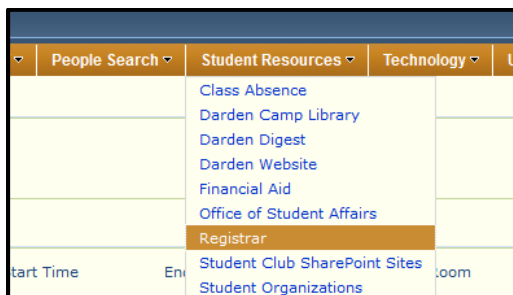 People Search Student Resources Technology
Class Absence
Darden Camp Library
Darden Digest
Darden Website
Financial Aid
Office of Student Affairs
Registrar
Student Club SharePoint Sites
tart Time En oom
Student Organizations